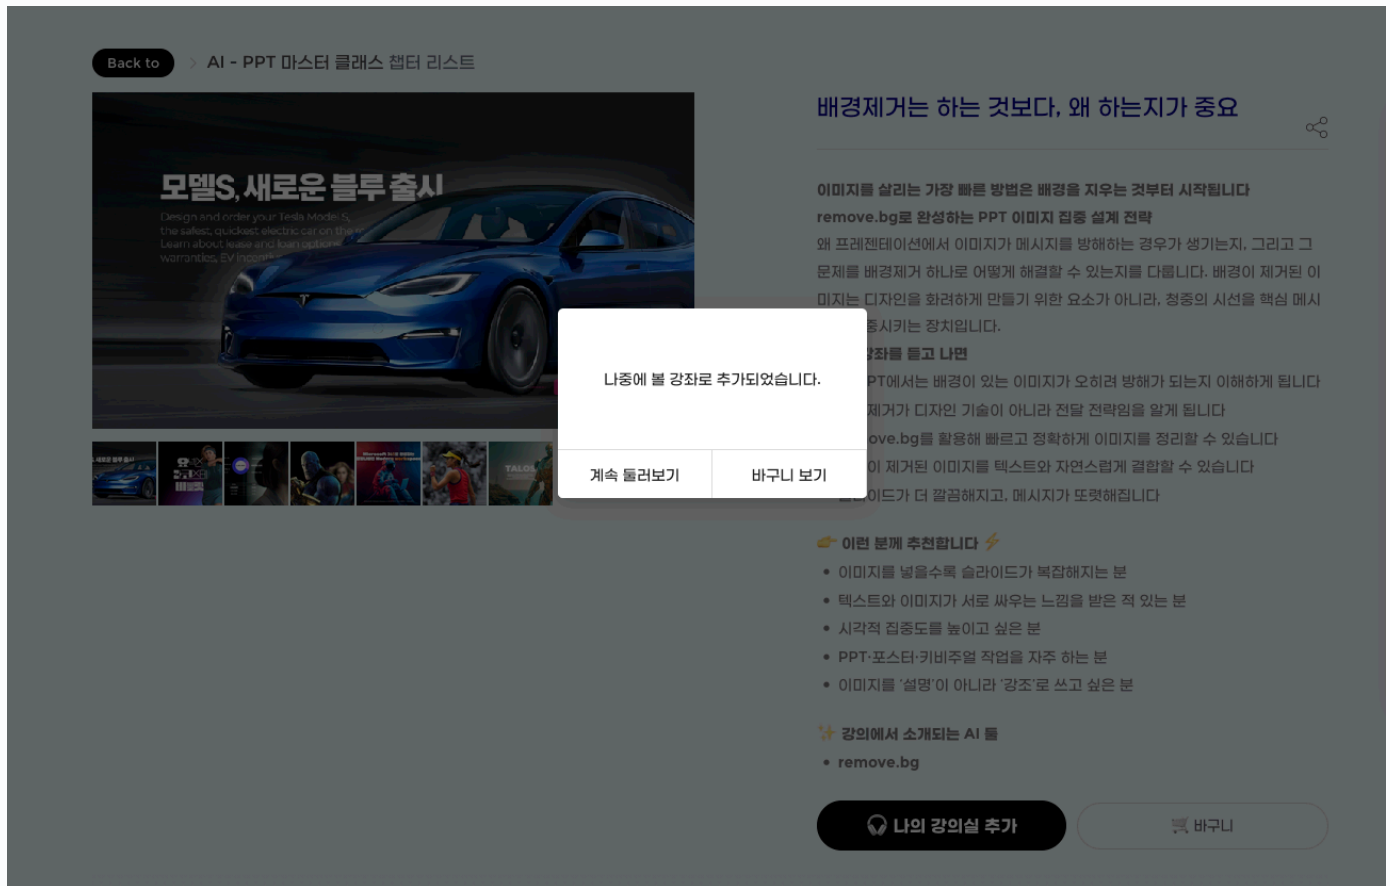 Back to
AI - PPT 마스터 클래스 챕터 리스트
모델S, 새로운 블루 출시
Design and order your Tesla Model S,
the safest, quickest electric car on the
Learn about lease and loan options
warranties, EV
배경제거는 하는 것보다, 왜 하는지가 중요
이미지를 살리는 가장 빠른 방법은 배경을 지우는 것부터 시작됩니다
remove.bg로 완성하는 PPT 이미지 집중 설계 전략
왜 프레젠테이션에서 이미지가 메시지를 방해하는 경우가 생기는지, 그리고 그
문제를 배경제거 하나로 어떻게 해결할 수 있는지를 다룹니다. 배경이 제거된 이
미지는 디자인을 화려하게 만들기 위한 요소가 아니라, 청중의 시선을 핵심 메시
중시키는 장치입니다.
강좌를 듣고 나면
PT에서는 배경이 있는 이미지가 오히려 방해가 되는지 이해하게 됩니다
제거가 디자인 기술이 아니라 전달 전략임을 알게 됩니다
ove.bg를 활용해 빠르고 정확하게 이미지를 정리할 수 있습니다
이 제거된 이미지를 텍스트와 자연스럽게 결합할 수 있습니다
이드가 더 깔끔해지고, 메시지가 또렷해집니다
나중에 볼 강좌로 추가되었습니다.
계속 둘러보기
바구니 보기
TALOS
이런 분께 추천합니다
• 이미지를 넣을수록 슬라이드가 복잡해지는 분
• 텍스트와 이미지가 서로 싸우는 느낌을 받은 적 있는 분
• 시각적 집중도를 높이고 싶은 분
• PPT·포스터·키비주얼 작업을 자주 하는 분
• 이미지를 '설명'이 아니라 '강조'로 쓰고 싶은 분
강의에서 소개되는 AI 툴
• remove.bg
나의 강의실 추가
바구니